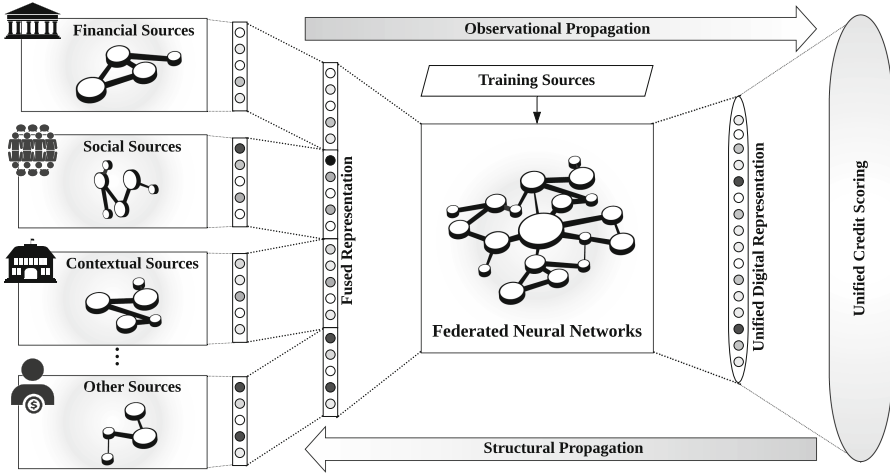 Financial Sources
Observational Propagation
Training Sources
Social Sources
Contextual Sources
Other Sources
Fused Representation
Federated Neural Networks
Unified Digital Representation
Unified Credit Scoring
Structural Propagation
$